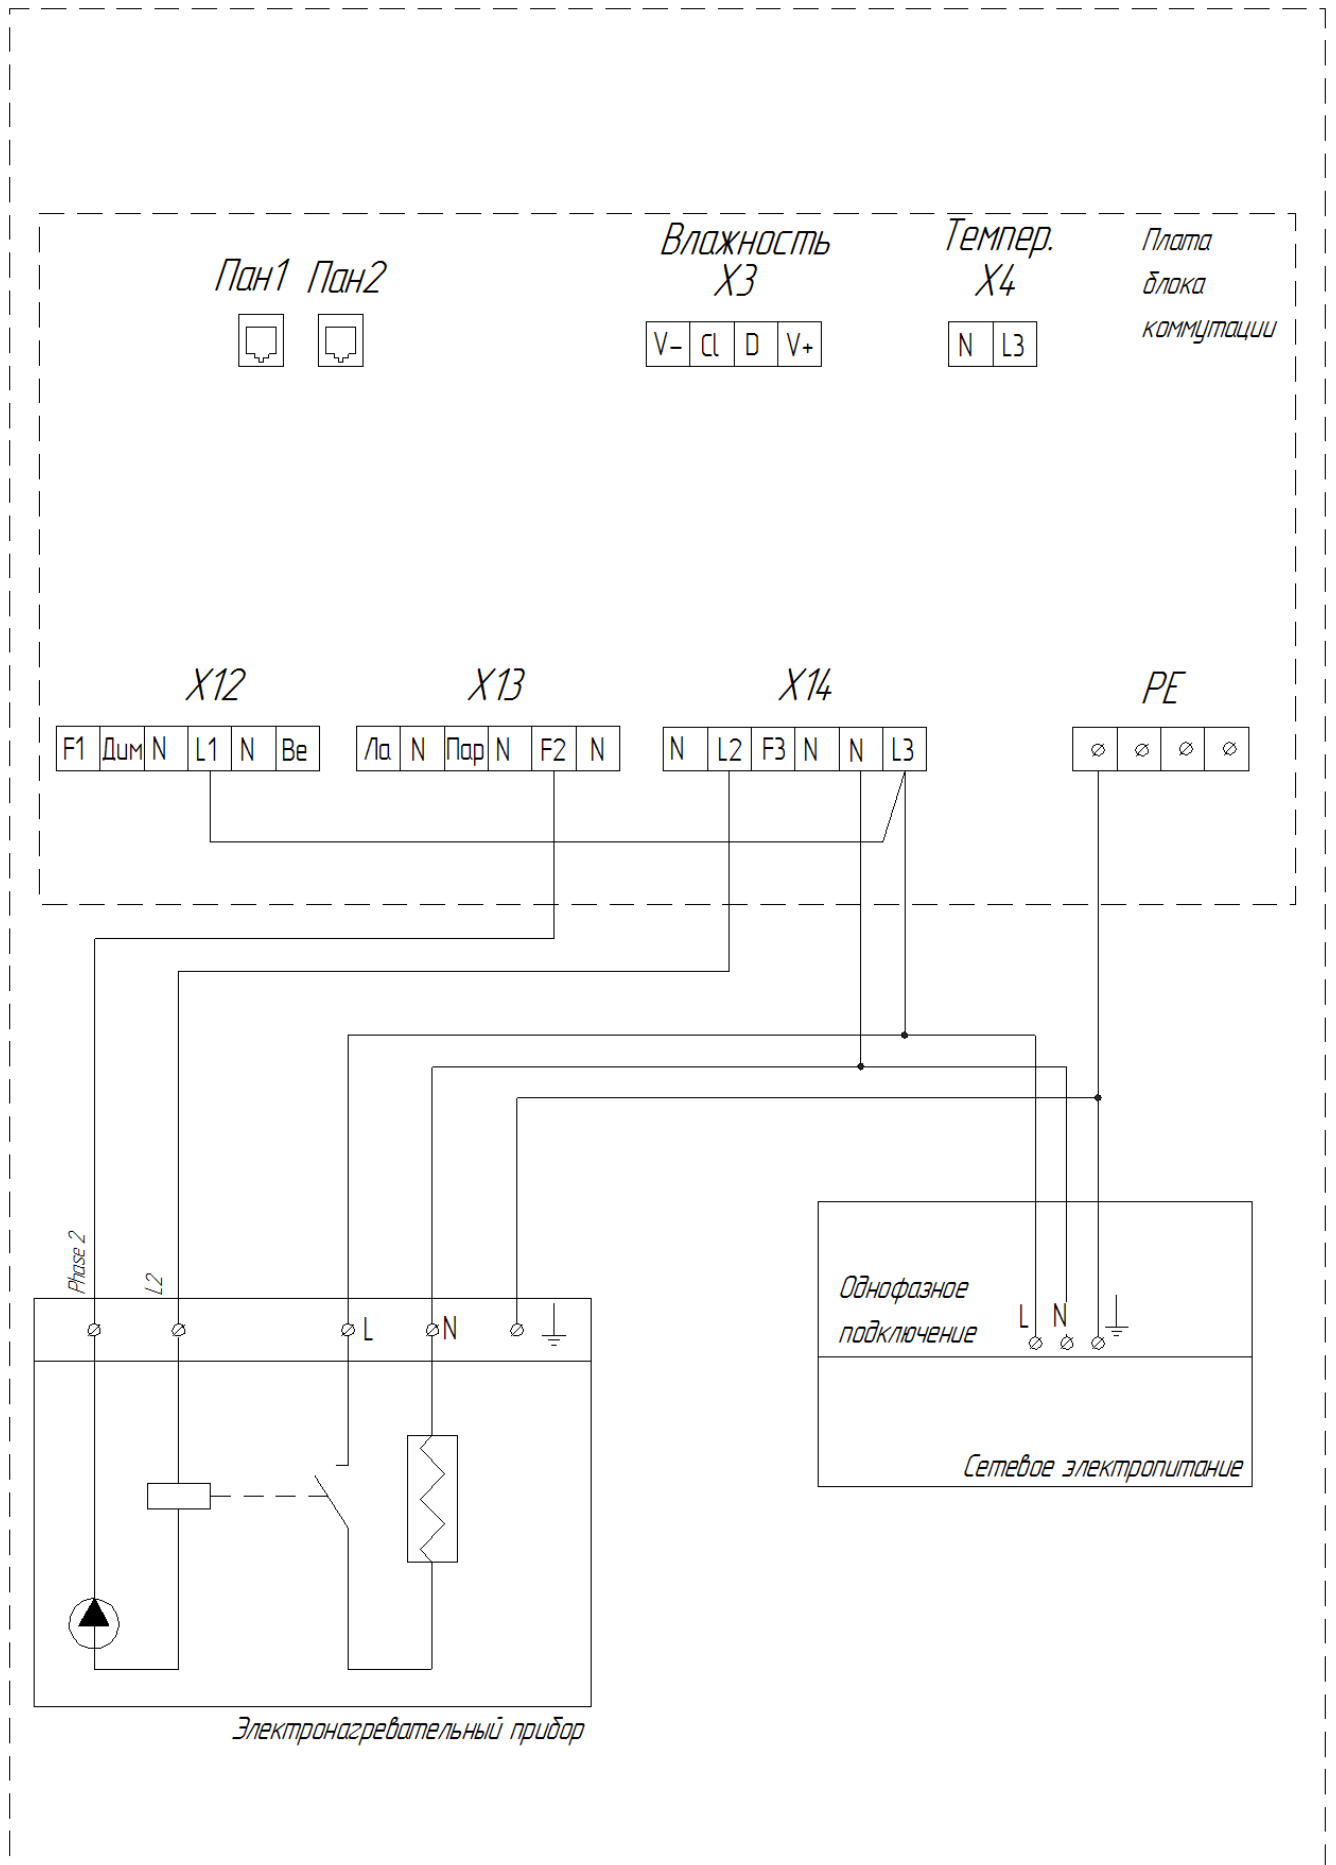 Пан1 Пан2
Влажность
X3
V- Cl D V+
Темпер.
X4
N L3
Плата
блока
коммутации
X12
F1 Дим N L1 N Ве
X13
Ла N Пар N F2 N
X14
N L2 F3 N N L3
PE
Phase 2
L2
L
N
Электронагревательный прибор
Однофазное
подключение
L N
Сетевое электропитание